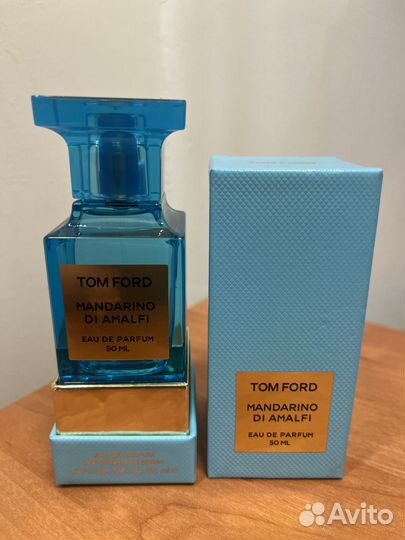 TOM FORD
MANDARINO
DI AMALFI
EAU DE PARFUM
50 ML
TOM FORD
MANDARINO
DI AMALFI
EAU DE PARFUM
50 ML
Avito